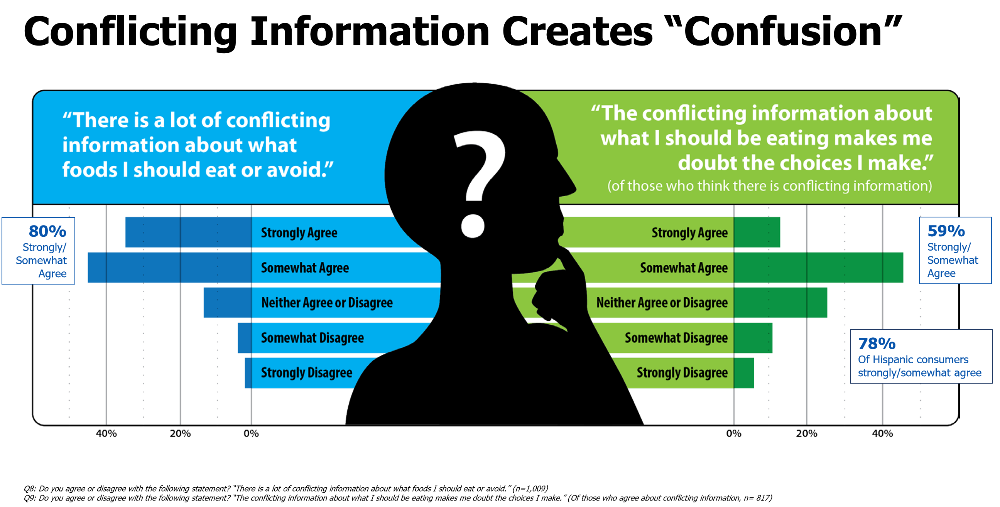 Conflicting Information Creates “Confusion”
“There is a lot of conflicting
information about what
foods I should eat or avoid.”
?
“The conflicting information about
what I should be eating makes me
doubt the choices I make.”
(of those who think there is conflicting information)
80%
Strongly/
Somewhat
Agree
Strongly Agree
Somewhat Agree
Neither Agree or Disagree
Somewhat Disagree
Strongly Disagree
40%
20%
0%
Strongly Agree
Somewhat Agree
Neither Agree or Disagree
Somewhat Disagree
Strongly Disagree
0%
20%
40%
59%
Strongly/
Somewhat
Agree
78%
Of Hispanic consumers
strongly/somewhat agree
Q8: Do you agree or disagree with the following statement? “There is a lot of conflicting information about what foods I should eat or avoid.” (n=1,009)
Q9: Do you agree or disagree with the following statement? “The conflicting information about what I should be eating makes me doubt the choices I make.” (Of those who agree about conflicting information, n= 817)